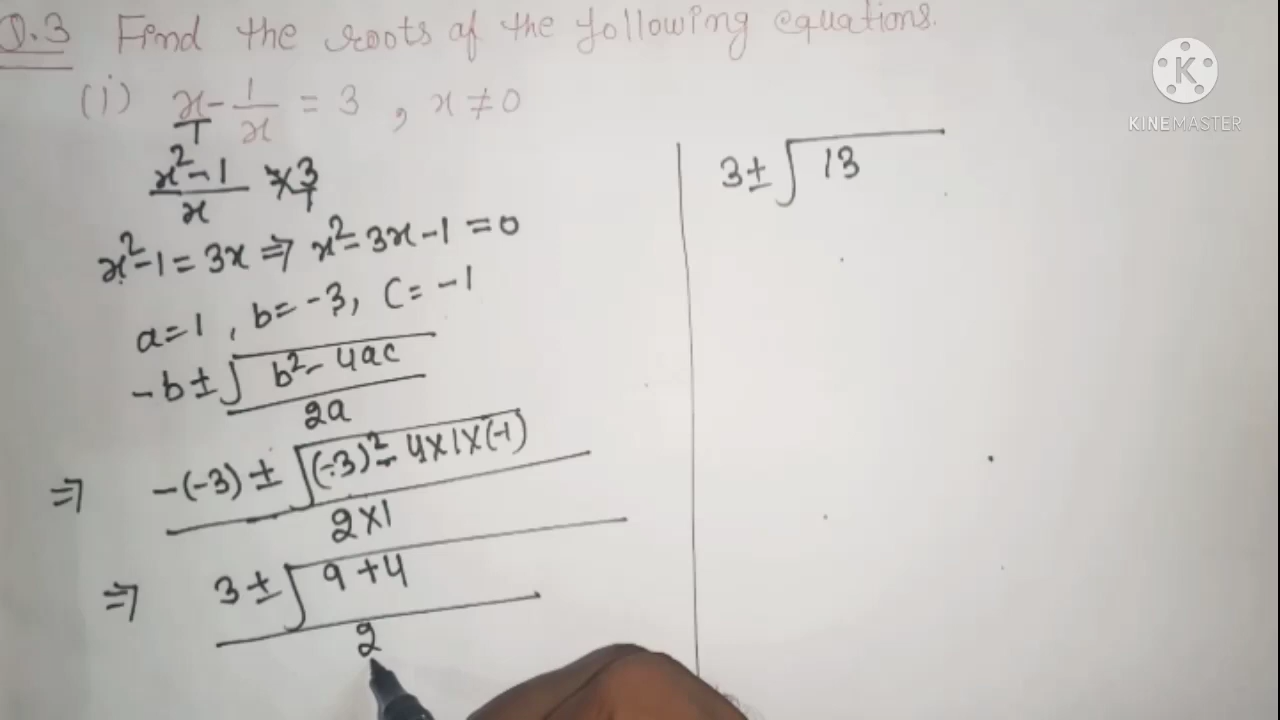 Q.3 Find the roots of the following equations.
(i) x/1 - 1/x = 3 , x ≠ 0
x² - 1 / x = 3/1
x² - 1 = 3x ⇒ x² - 3x - 1 = 0
a = 1 , b = -3, C = -1
-b ± √b² - 4ac / 2a
⇒ -(-3) ± √(-3)² - 4 × 1 × (-1) / 2 × 1
⇒ 3 ± √9 + 4 / 2
3 ± √13
K
KINEMASTER